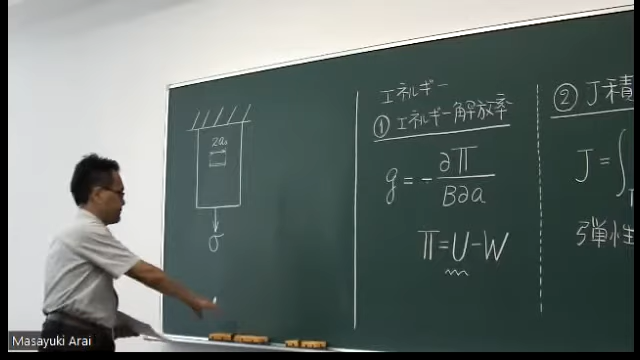 2a₀
σ
エネルギー
① エネルギー解放率
g = - ∂Π / B∂a
Π = U - W
② J積
J = ∫
弾性
Masayuki Arai